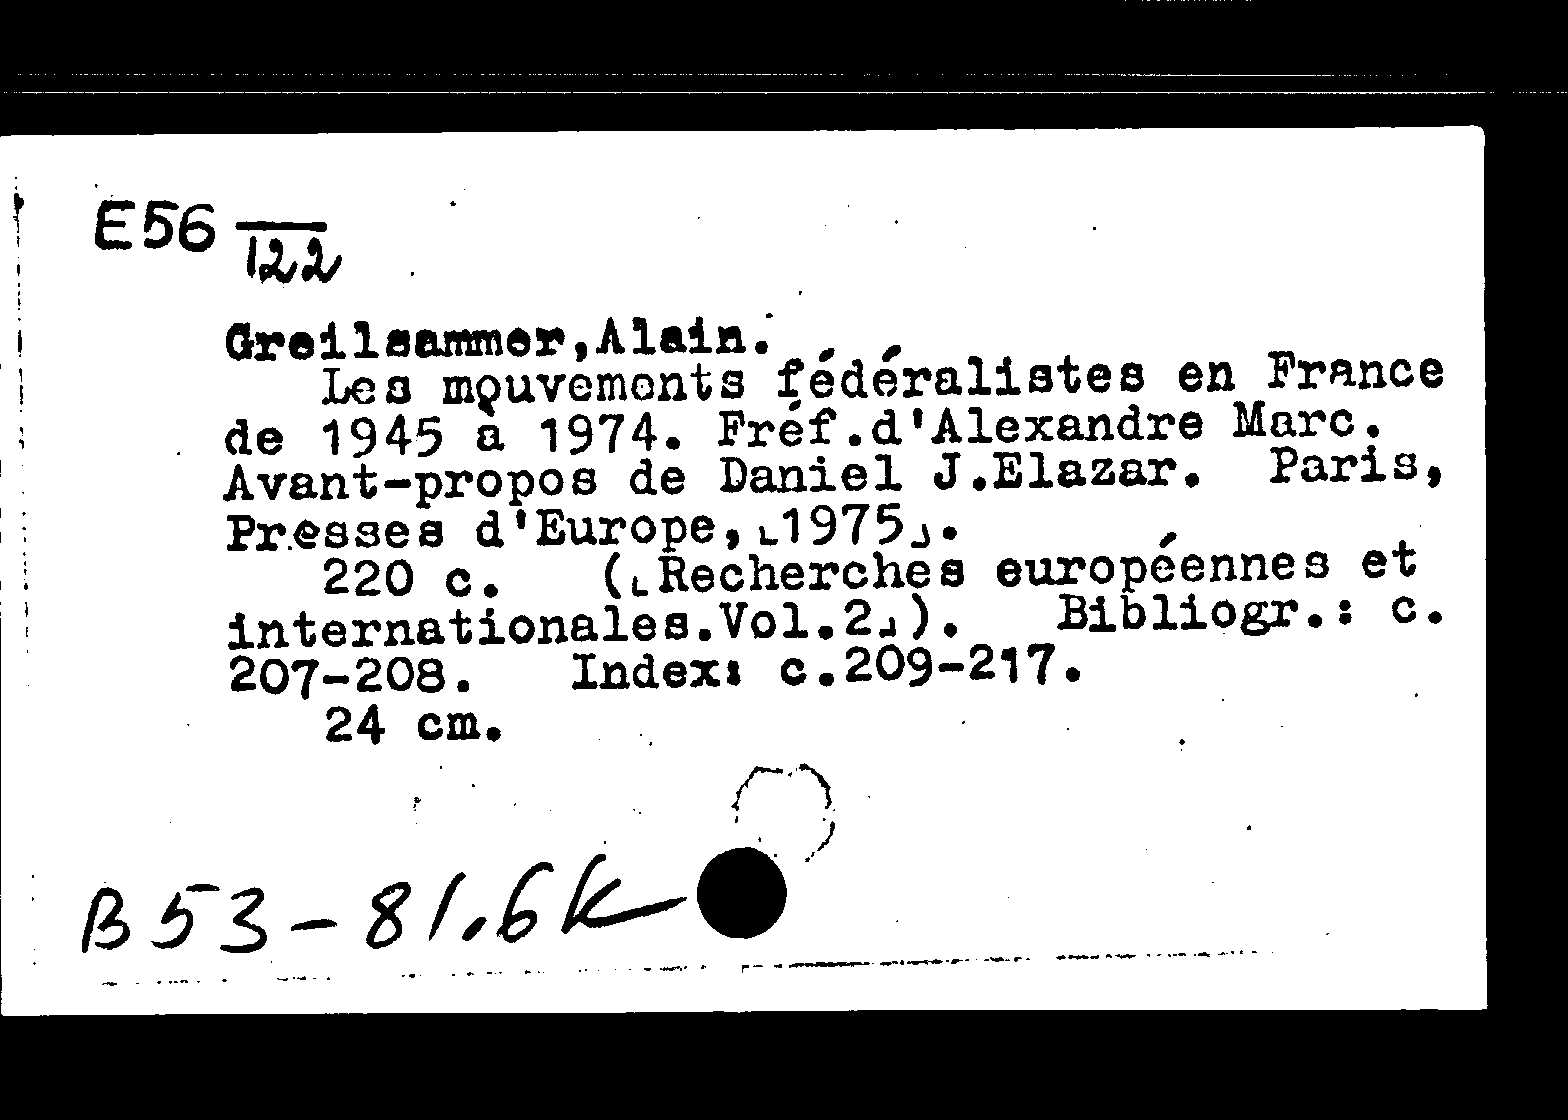 E56 122
Greilsammer,Alain.
Les mouvements fédéralistes en France
de 1945 à 1974. Préf.d'Alexandre Marc.
Avant-propos de Daniel J.Elazar. Paris,
Presses d'Europe,⌞1975⌟.
220 c. (⌞Recherches européennes et
internationales.Vol.2⌟). Bibliogr.: c.
207-208. Index: c.209-217.
24 cm.
B53-81.6K